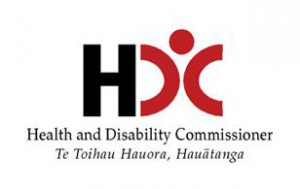 HDC
Health and Disability Commissioner
Te Toihau Hauora, Hauātanga